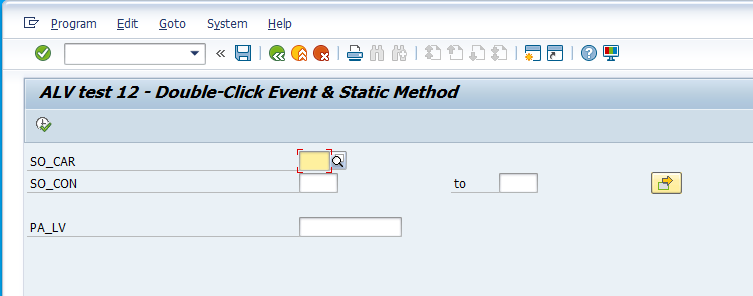 Program Edit Goto System Help
ALV test 12 - Double-Click Event & Static Method
SO_CAR
SO_CON to
PA_LV